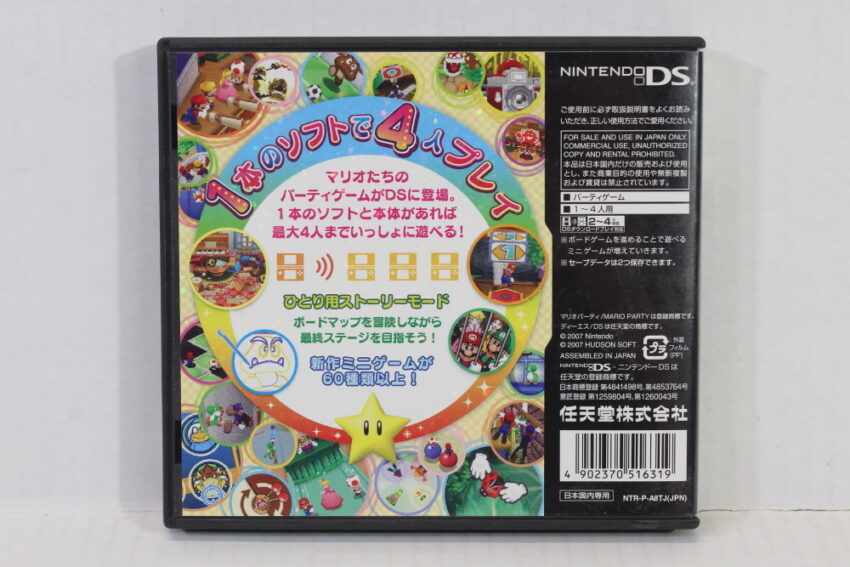 1本のソフトで4人プレイ
マリオたちの
パーティゲームがDSに登場。
1本のソフトと本体があれば
最大4人までいっしょに遊べる！
ひとり用ストーリーモード
ボードマップを冒険しながら
最終ステージを目指そう！
新作ミニゲームが
60種類以上！
NINTENDO DS
ご使用前に必ず取扱説明書をよくお読み
いただき、正しい使用方法でご愛用ください。
FOR SALE AND USE IN JAPAN ONLY.
COMMERCIAL USE, UNAUTHORIZED
COPY AND RENTAL PROHIBITED.
本品は日本国内だけの販売および使用
とし、また商業目的の使用や無断複製
および賃貸は禁止されています。
■パーティゲーム
■1～4人用
2～4人
DSダウンロードプレイ対応
※ボードゲームを進めることで遊べる
ミニゲームが増えていきます。
※セーブデータは2つ保存できます。
マリオパーティ/MARIO PARTY は登録商標です。
ディーエス/DSは任天堂の商標です。
© 2007 Nintendo
© 2007 HUDSON SOFT
ASSEMBLED IN JAPAN
プラ
外装
フィルム
(PP)
NINTENDO DS・ニンテンドーDSは
任天堂の登録商標です。
日本商標登録 第4841498号、第4853764号
意匠登録 第1259804号、第1260043号
任天堂株式会社
4 902370 516319
日本国内専用
NTR-P-A8TJ(JPN)